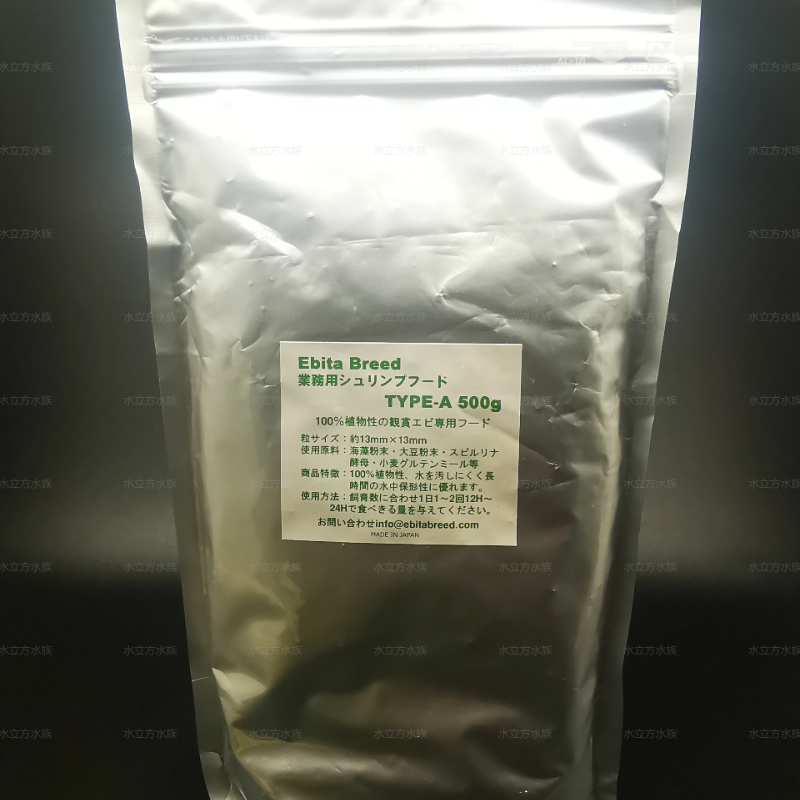 Ebita Breed
業務用シュリンプフード
TYPE-A 500g
100%植物性の観賞エビ専用フード
粒サイズ：約13mm×13mm
使用原料：海藻粉末・大豆粉末・スピルリナ
酵母・小麦グルテンミール等
商品特徴：100%植物性、水を汚しにくく長
時間の水中保形性に優れます。
使用方法：飼育数に合わせ1日1〜2回12H〜
24Hで食べきる量を与えてください。
お問い合わせinfo@ebitabreed.com
MADE IN JAPAN
水立方水族